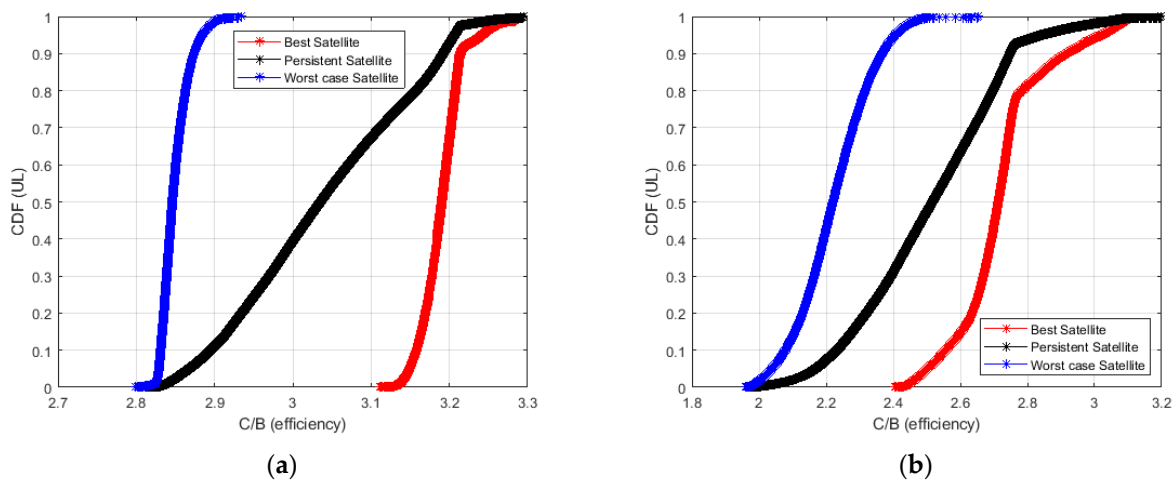 1
0.9
0.8
0.7
0.6
0.5
0.4
0.3
0.2
0.1
0
CDF (UL)
Best Satellite
Persistent Satellite
Worst case Satellite
2.7 2.8 2.9 3 3.1 3.2 3.3
C/B (efficiency)
(a)
1
0.9
0.8
0.7
0.6
0.5
0.4
0.3
0.2
0.1
0
CDF (UL)
Best Satellite
Persistent Satellite
Worst case Satellite
1.8 2 2.2 2.4 2.6 2.8 3 3.2
C/B (efficiency)
(b)